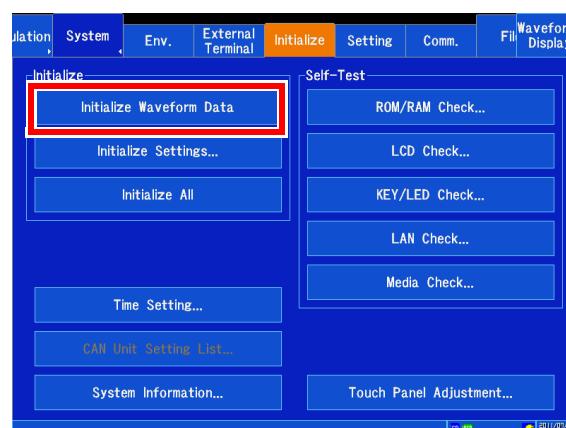 ulation
System
Env.
External
Terminal
Initialize
Setting
Comm.
Fil
Wavefor
Displa
Initialize
Self-Test
Initialize Waveform Data
ROM/RAM Check...
Initialize Settings...
LCD Check...
Initialize All
KEY/LED Check...
LAN Check...
Media Check...
Time Setting...
CAN Unit Setting List...
System Information...
Touch Panel Adjustment...